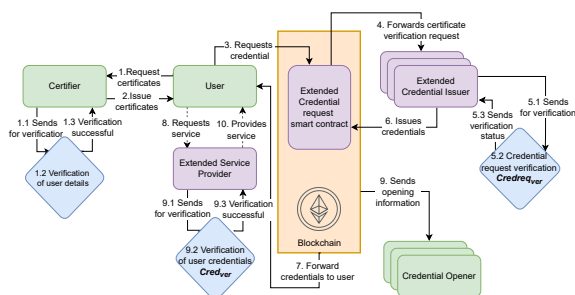 3. Requests
credential
4. Forwards certificate
verification request
Certifier
1.Request
certificates
2.Issue
certificates
User
Extended
Credential
request
smart contract
Extended
Credential Issuer
1.1 Sends
for verification
1.3 Verification
successful
8. Requests
service
10. Provides
service
6. Issues
credentials
5.3 Sends
verification
status
5.1 Sends
for verification
1.2 Verification
of user details
Extended Service
Provider
5.2 Credential
request verification
Credreq_ver
9.1 Sends
for verification
9.3 Verification
successful
9. Sends
opening
information
9.2 Verification
of user credentials
Cred_ver
Blockchain
7. Forward
credentials to user
Credential Opener